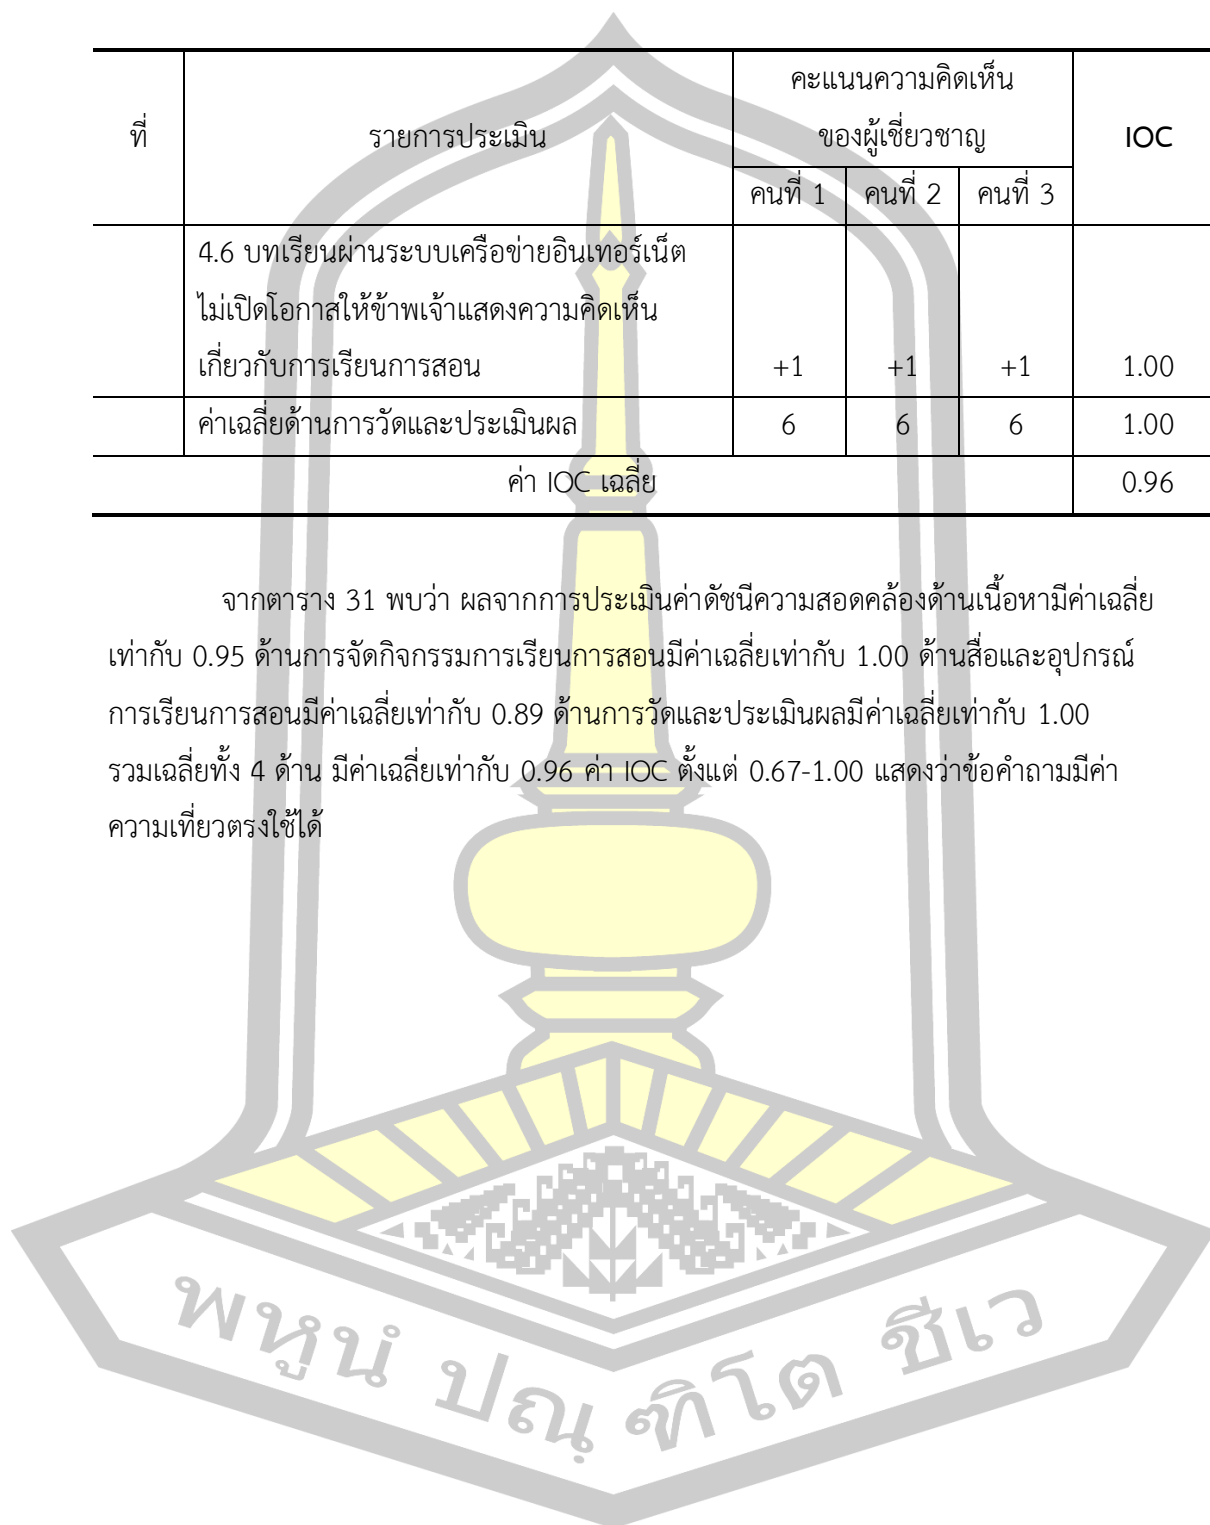 ที่
รายการประเมิน
คะแนนความคิดเห็น
ของผู้เชี่ยวชาญ
IOC
คนที่ 1 คนที่ 2 คนที่ 3
4.6 บทเรียนผ่านระบบเครือข่ายอินเทอร์เน็ต
ไม่เปิดโอกาสให้ข้าพเจ้าแสดงความคิดเห็น
เกี่ยวกับการเรียนการสอน +1 +1 +1 1.00
ค่าเฉลี่ยด้านการวัดและประเมินผล 6 6 6 1.00
ค่า IOC เฉลี่ย 0.96
จากตาราง 31 พบว่า ผลจากการประเมินค่าดัชนีความสอดคล้องด้านเนื้อหามีค่าเฉลี่ย
เท่ากับ 0.95 ด้านการจัดกิจกรรมการเรียนการสอนมีค่าเฉลี่ยเท่ากับ 1.00 ด้านสื่อและอุปกรณ์
การเรียนการสอนมีค่าเฉลี่ยเท่ากับ 0.89 ด้านการวัดและประเมินผลมีค่าเฉลี่ยเท่ากับ 1.00
รวมเฉลี่ยทั้ง 4 ด้าน มีค่าเฉลี่ยเท่ากับ 0.96 ค่า IOC ตั้งแต่ 0.67-1.00 แสดงว่าข้อคำถามมีค่า
ความเที่ยวตรงใช้ได้
พหูนํ ปณฺฑิโต ชีเว